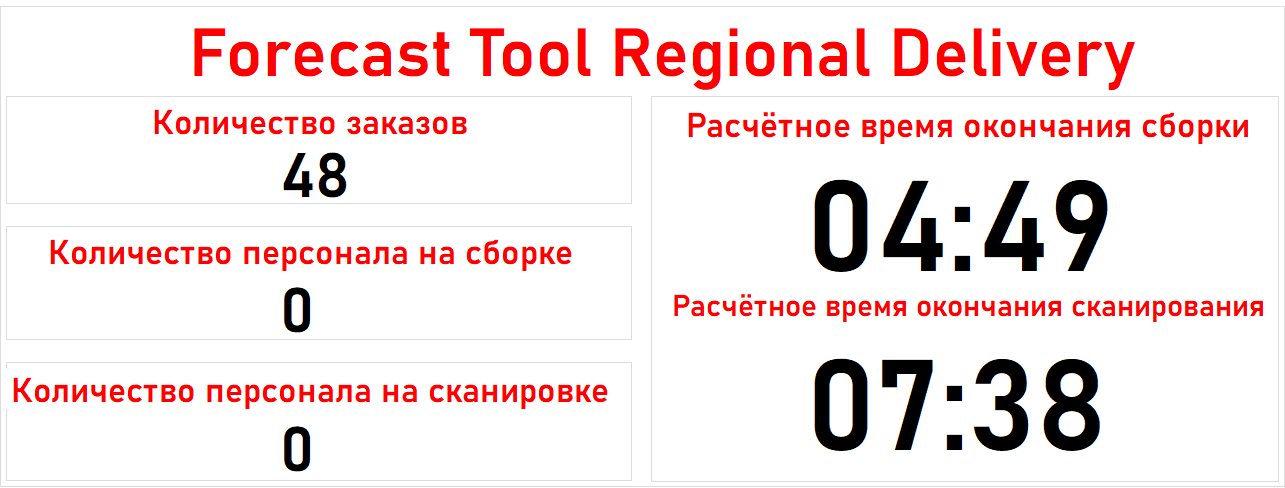 Forecast Tool Regional Delivery
Количество заказов
48
Количество персонала на сборке
0
Количество персонала на сканировке
0
Расчётное время окончания сборки
04:49
Расчётное время окончания сканирования
07:38